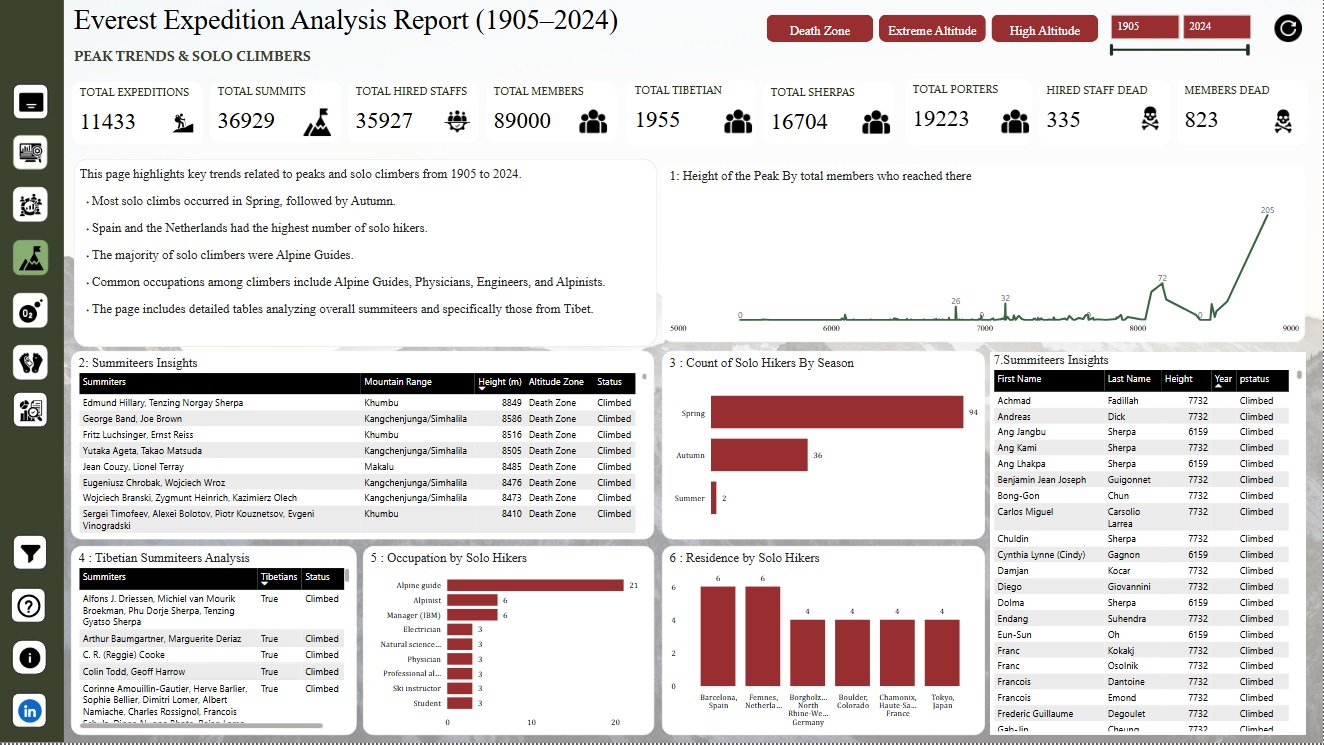 Everest Expedition Analysis Report (1905–2024)
PEAK TRENDS & SOLO CLIMBERS
Death Zone
Extreme Altitude
High Altitude
1905
2024
TOTAL EXPEDITIONS
11433
TOTAL SUMMITS
36929
TOTAL HIRED STAFFS
35927
TOTAL MEMBERS
89000
TOTAL TIBETIAN
1955
TOTAL SHERPAS
16704
TOTAL PORTERS
19223
HIRED STAFF DEAD
335
MEMBERS DEAD
823
This page highlights key trends related to peaks and solo climbers from 1905 to 2024.
· Most solo climbs occurred in Spring, followed by Autumn.
· Spain and the Netherlands had the highest number of solo hikers.
· The majority of solo climbers were Alpine Guides.
· Common occupations among climbers include Alpine Guides, Physicians, Engineers, and Alpinists.
· The page includes detailed tables analyzing overall summiteers and specifically those from Tibet.
1: Height of the Peak By total members who reached there
205
72
26 32
0 0 0 0
5000 6000 7000 8000 9000
2: Summiteers Insights
Summiters Mountain Range Height (m) Altitude Zone Status
Edmund Hillary, Tenzing Norgay Sherpa Khumbu 8849 Death Zone Climbed
George Band, Joe Brown Kangchenjunga/Simhalila 8586 Death Zone Climbed
Fritz Luchsinger, Ernst Reiss Khumbu 8516 Death Zone Climbed
Yutaka Ageta, Takao Matsuda Kangchenjunga/Simhalila 8505 Death Zone Climbed
Jean Couzy, Lionel Terray Makalu 8485 Death Zone Climbed
Eugeniusz Chrobak, Wojciech Wroz Kangchenjunga/Simhalila 8476 Death Zone Climbed
Wojciech Branski, Zygmunt Heinrich, Kazimierz Olech Kangchenjunga/Simhalila 8473 Death Zone Climbed
Sergei Timofeev, Alexei Bolotov, Piotr Kouznetsov, Evgeni Khumbu 8410 Death Zone Climbed
Vinogradski
3 : Count of Solo Hikers By Season
Spring 94
Autumn 36
Summer 2
7.Summiteers Insights
First Name Last Name Height Year pstatus
Achmad Fadillah 7732 Climbed
Andreas Dick 7732 Climbed
Ang Jangbu Sherpa 6159 Climbed
Ang Kami Sherpa 7732 Climbed
Ang Lhakpa Sherpa 6159 Climbed
Benjamin Jean Joseph Guigonnet 7732 Climbed
Bong-Gon Chun 7732 Climbed
Carlos Miguel Carsolio 7732 Climbed
Larrea
Chuldin Sherpa 7732 Climbed
Cynthia Lynne (Cindy) Gagnon 6159 Climbed
Damjan Kocar 7732 Climbed
Diego Giovannini 7732 Climbed
Dolma Sherpa 6159 Climbed
Endang Suhendra 7732 Climbed
Eun-Sun Oh 6159 Climbed
Franc Kokakj 7732 Climbed
Franc Osolnik 7732 Climbed
Francois Dantoine 7732 Climbed
Francois Emond 7732 Climbed
Frederic Guillaume Degoulet 7732 Climbed
Gab-Jin Cheung 7732 Climbed
4 : Tibetian Summiteers Analysis
Summiters Tibetians Status
Alfons J. Driessen, Michiel van Mourik True Climbed
Broekman, Phu Dorje Sherpa, Tenzing
Gyatso Sherpa
Arthur Baumgartner, Marguerite Deriaz True Climbed
C. R. (Reggie) Cooke True Climbed
Colin Todd, Geoff Harrow True Climbed
Corinne Amouillin-Gautier, Herve Barlier, True Climbed
Sophie Bellier, Dimitri Lomer, Albert
Namiache, Charles Rossignol, Francois
5 : Occupation by Solo Hikers
Alpine guide 21
Alpinist 6
Manager (IBM) 6
Electrician 3
Natural science... 3
Physician 3
Professional al... 3
Ski instructor 3
Student 3
0 10 20
6 : Residence by Solo Hikers
6
4
2
0
6 6 4 4 4 4
Barcelona, Spain
Femnes, Netherla...
Borgholz... North Rhine-We... Germany
Boulder, Colorado
Chamonix, Haute-Sa... France
Tokyo, Japan
O2
in